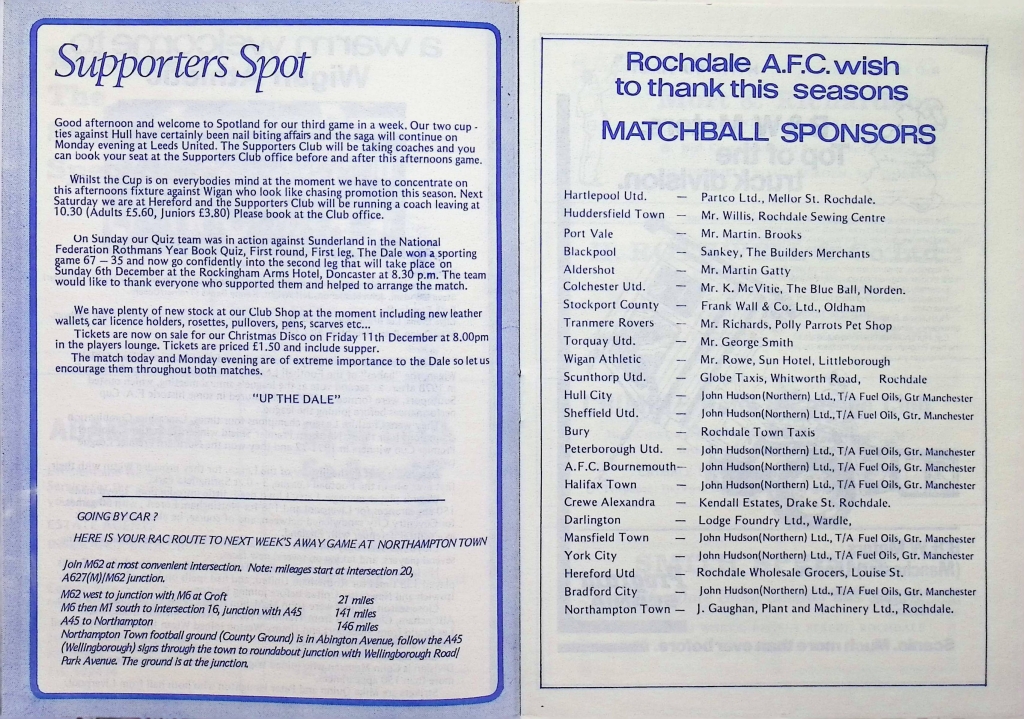 Supporters Spot
Good afternoon and welcome to Spotland for our third game in a week. Our two cup -
ties against Hull have certainly been nail biting affairs and the saga will continue on
Monday evening at Leeds United. The Supporters Club will be taking coaches and you
can book your seat at the Supporters Club office before and after this afternoons game.
Whilst the Cup is on everybodies mind at the moment we have to concentrate on
this afternoons fixture against Wigan who look like chasing promotion this season. Next
Saturday we are at Hereford and the Supporters Club will be running a coach leaving at
10.30 (Adults £5.60, Juniors £3.80) Please book at the Club office.
On Sunday our Quiz team was in action against Sunderland in the National
Federation Rothmans Year Book Quiz, First round, First leg. The Dale won a sporting
game 67 — 35 and now go confidently into the second leg that will take place on
Sunday 6th December at the Rockingham Arms Hotel, Doncaster at 8.30 p.m. The team
would like to thank everyone who supported them and helped to arrange the match.
We have plenty of new stock at our Club Shop at the moment including new leather
wallets, car licence holders, rosettes, pullovers, pens, scarves etc...
Tickets are now on sale for our Christmas Disco on Friday 11th December at 8.00pm
in the players lounge. Tickets are priced £1.50 and include supper.
The match today and Monday evening are of extreme importance to the Dale so let us
encourage them throughout both matches.
"UP THE DALE"
GOING BY CAR ?
HERE IS YOUR RAC ROUTE TO NEXT WEEK'S AWAY GAME AT NORTHAMPTON TOWN
Join M62 at most convenient intersection. Note: mileages start at Intersection 20,
A627(M)/M62 junction.
M62 west to junction with M6 at Croft 21 miles
M6 then M1 south to Intersection 16, junction with A45 141 miles
A45 to Northampton 146 miles
Northampton Town football ground (County Ground) is in Abington Avenue, follow the A45
(Wellingborough) signs through the town to roundabout junction with Wellingborough Road/
Park Avenue. The ground is at the junction.
Rochdale A.F.C. wish
to thank this seasons
MATCHBALL SPONSORS
Hartlepool Utd. — Partco Ltd., Mellor St. Rochdale.
Huddersfield Town — Mr. Willis, Rochdale Sewing Centre
Port Vale — Mr. Martin. Brooks
Blackpool — Sankey, The Builders Merchants
Aldershot — Mr. Martin Gatty
Colchester Utd. — Mr. K. McVitie, The Blue Ball, Norden.
Stockport County — Frank Wall & Co. Ltd., Oldham
Tranmere Rovers — Mr. Richards, Polly Parrots Pet Shop
Torquay Utd. — Mr. George Smith
Wigan Athletic — Mr. Rowe, Sun Hotel, Littleborough
Scunthorp Utd. — Globe Taxis, Whitworth Road, Rochdale
Hull City — John Hudson(Northern) Ltd., T/A Fuel Oils, Gtr Manchester
Sheffield Utd. — John Hudson(Northern) Ltd., T/A Fuel Oils, Gtr. Manchester
Bury — Rochdale Town Taxis
Peterborough Utd. — John Hudson(Northern) Ltd., T/A Fuel Oils, Gtr. Manchester
A.F.C. Bournemouth — John Hudson(Northern) Ltd., T/A Fuel Oils, Gtr. Manchester
Halifax Town — John Hudson(Northern) Ltd., T/A Fuel Oils, Gtr. Manchester
Crewe Alexandra — Kendall Estates, Drake St. Rochdale.
Darlington — Lodge Foundry Ltd., Wardle,
Mansfield Town — John Hudson(Northern) Ltd., T/A Fuel Oils, Gtr. Manchester
York City — John Hudson(Northern) Ltd., T/A Fuel Oils, Gtr. Manchester
Hereford Utd — Rochdale Wholesale Grocers, Louise St.
Bradford City — John Hudson(Northern) Ltd., T/A Fuel Oils, Gtr. Manchester
Northampton Town — J. Gaughan, Plant and Machinery Ltd., Rochdale.